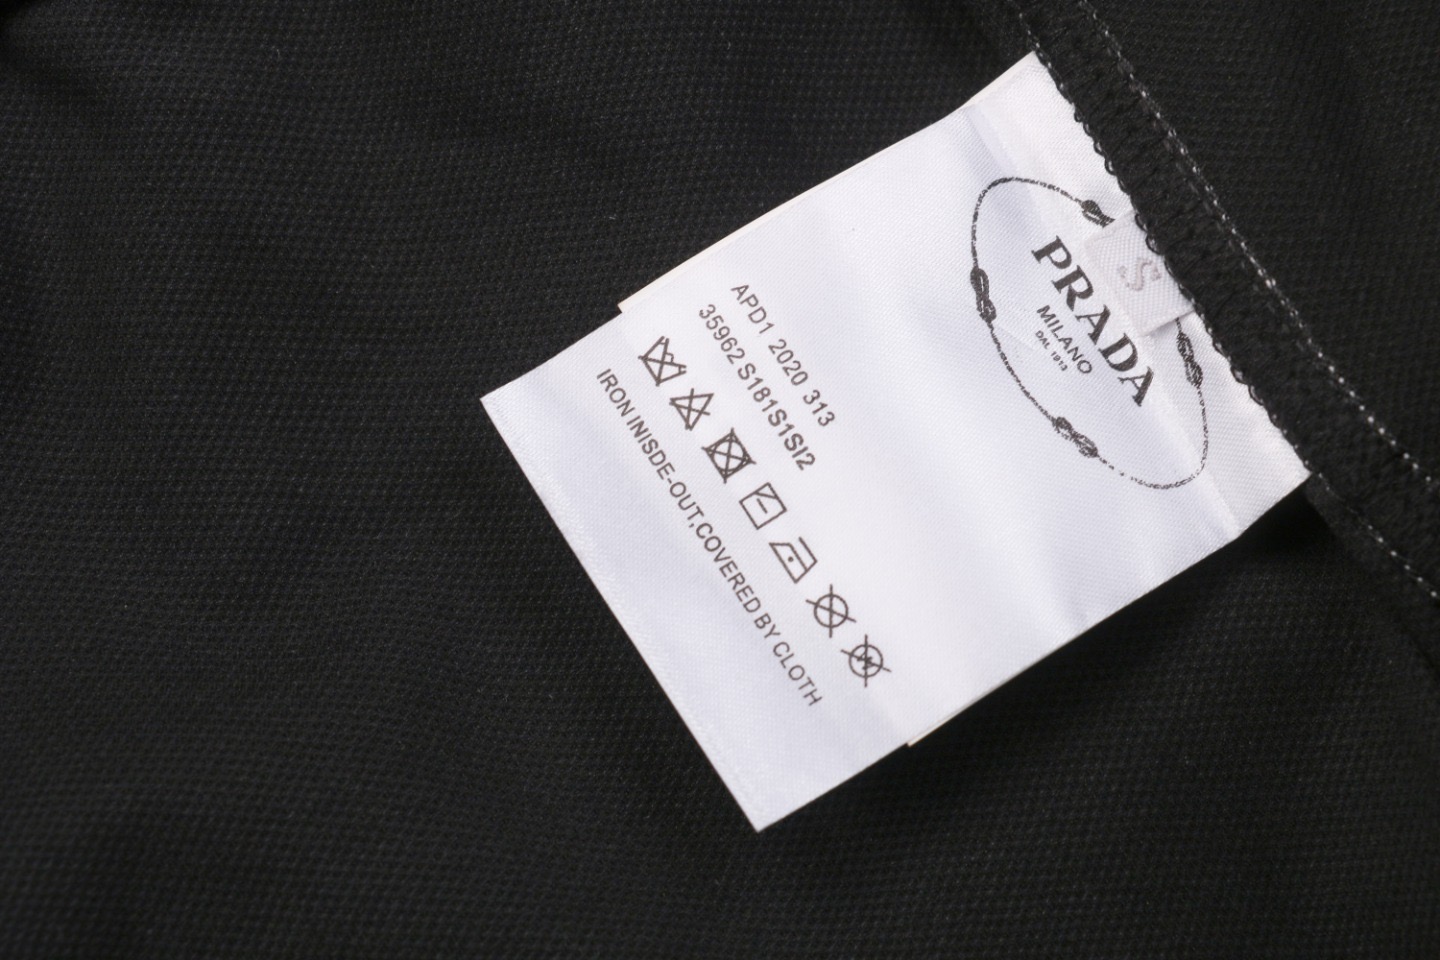 S
PRADA
MILANO
DAL 1913
APD1 2020 313
35962 S181S1SI2
IRON INISDE-OUT,COVERED BY CLOTH